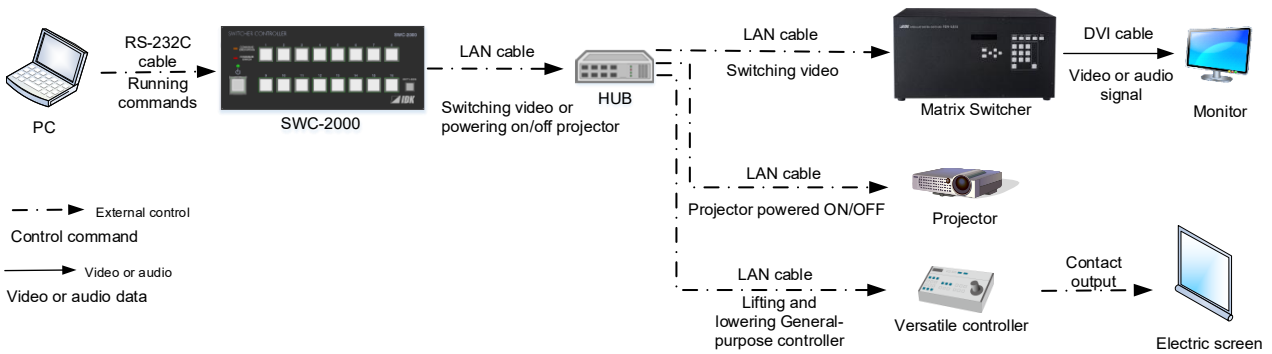 RS-232C
cable
Running
commands
PC
SWITCHER CONTROLLER
SWC-2000
IDK
SWC-2000
LAN cable
Switching video or
powering on/off projector
HUB
LAN cable
Switching video
Matrix Switcher
DVI cable
Video or audio
signal
Monitor
LAN cable
Projector powered ON/OFF
Projector
LAN cable
Lifting and
lowering General-
purpose controller
Versatile controller
Contact
output
Electric screen
External control
Control command
Video or audio
Video or audio data